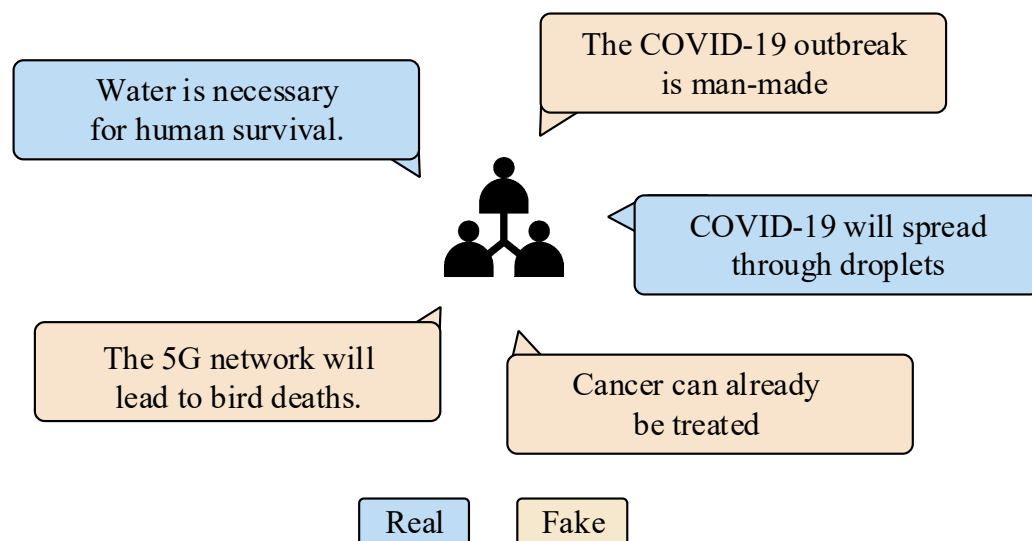 The COVID-19 outbreak
is man-made
Water is necessary
for human survival.
COVID-19 will spread
through droplets
The 5G network will
lead to bird deaths.
Cancer can already
be treated
Real
Fake